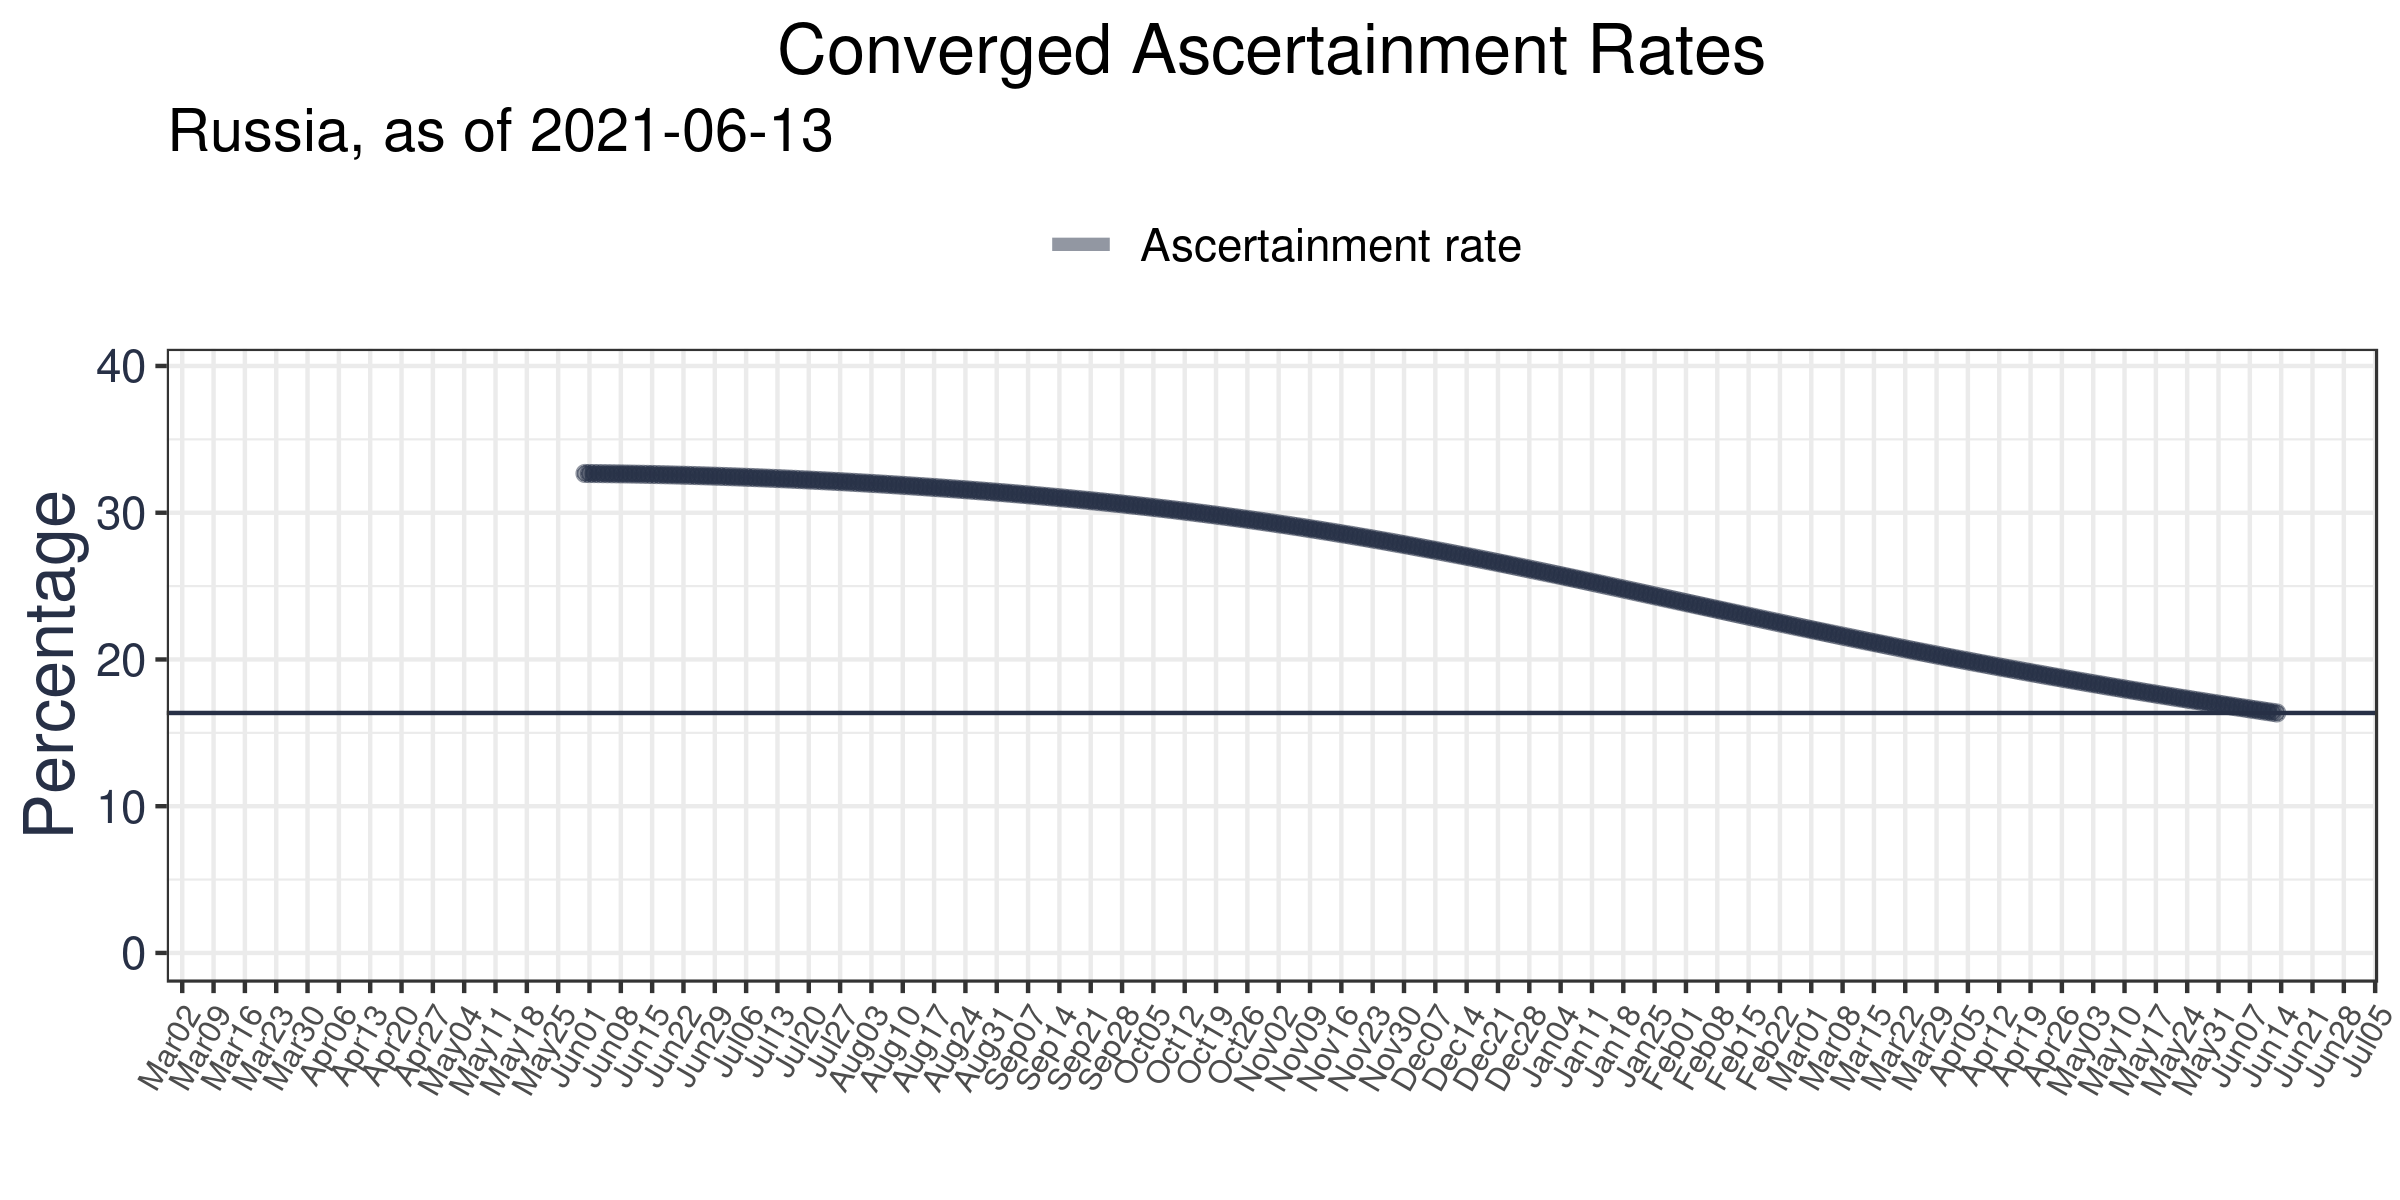 Converged Ascertainment Rates
Russia, as of 2021-06-13
Ascertainment rate
Percentage
40
30
20
10
0
Mar02
Mar09
Mar16
Mar23
Mar30
Apr06
Apr13
Apr20
Apr27
May04
May11
May18
May25
Jun01
Jun08
Jun15
Jun22
Jun29
Jul06
Jul13
Jul20
Jul27
Aug03
Aug10
Aug17
Aug24
Aug31
Sep07
Sep14
Sep21
Sep28
Oct05
Oct12
Oct19
Oct26
Nov02
Nov09
Nov16
Nov23
Nov30
Dec07
Dec14
Dec21
Dec28
Jan04
Jan11
Jan18
Jan25
Feb01
Feb08
Feb15
Feb22
Mar01
Mar08
Mar15
Mar22
Mar29
Apr05
Apr12
Apr19
Apr26
May03
May10
May17
May24
May31
Jun07
Jun14
Jun21
Jun28
Jul05